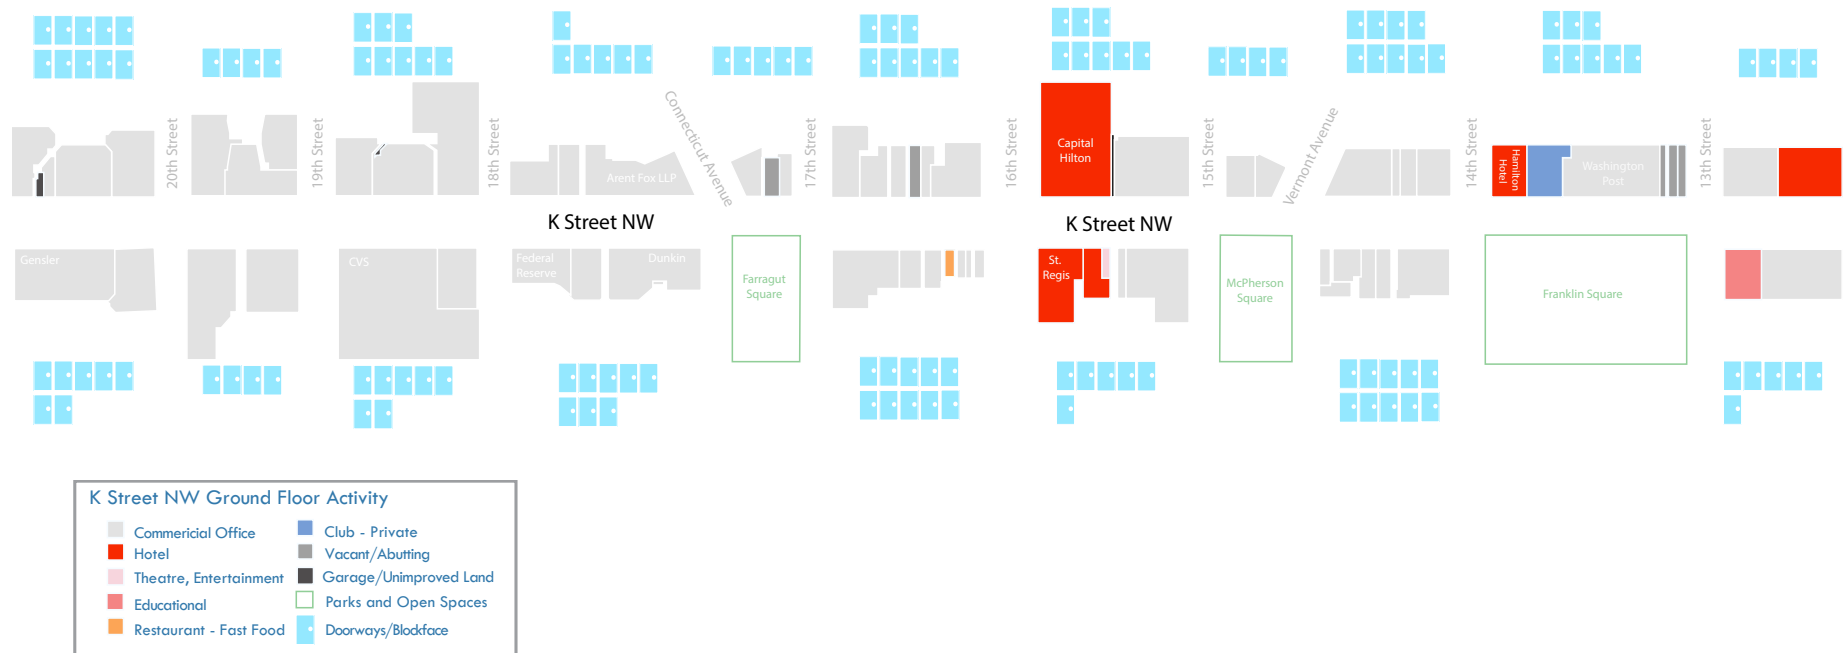 20th Street
19th Street
18th Street
Connecticut Avenue
17th Street
16th Street
15th Street
Vermont Avenue
14th Street
13th Street
Arent Fox LLP
Capital
Hilton
Hamilton
Hotel
Washington
Post
K Street NW
K Street NW
Gensler
CVS
Federal
Reserve
Dunkin
Farragut
Square
St.
Regis
McPherson
Square
Franklin Square
K Street NW Ground Floor Activity
Commericial Office
Hotel
Theatre, Entertainment
Educational
Restaurant - Fast Food
Club - Private
Vacant/Abutting
Garage/Unimproved Land
Parks and Open Spaces
Doorways/Blockface